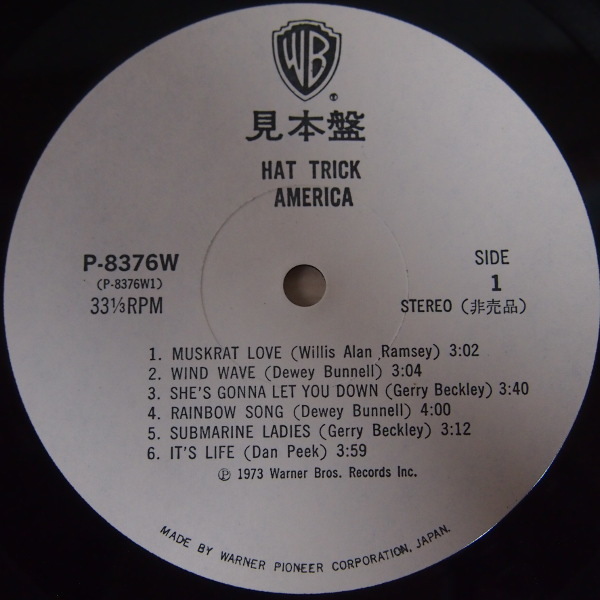 WB
®
見本盤
HAT TRICK
AMERICA
P-8376W
(P-8376W1)
33⅓RPM
SIDE
1
STEREO (非売品)
1. MUSKRAT LOVE (Willis Alan Ramsey) 3:02
2. WIND WAVE (Dewey Bunnell) 3:04
3. SHE'S GONNA LET YOU DOWN (Gerry Beckley) 3:40
4. RAINBOW SONG (Dewey Bunnell) 4:00
5. SUBMARINE LADIES (Gerry Beckley) 3:12
6. IT'S LIFE (Dan Peek) 3:59
Ⓟ 1973 Warner Bros. Records Inc.
MADE BY WARNER PIONEER CORPORATION, JAPAN.